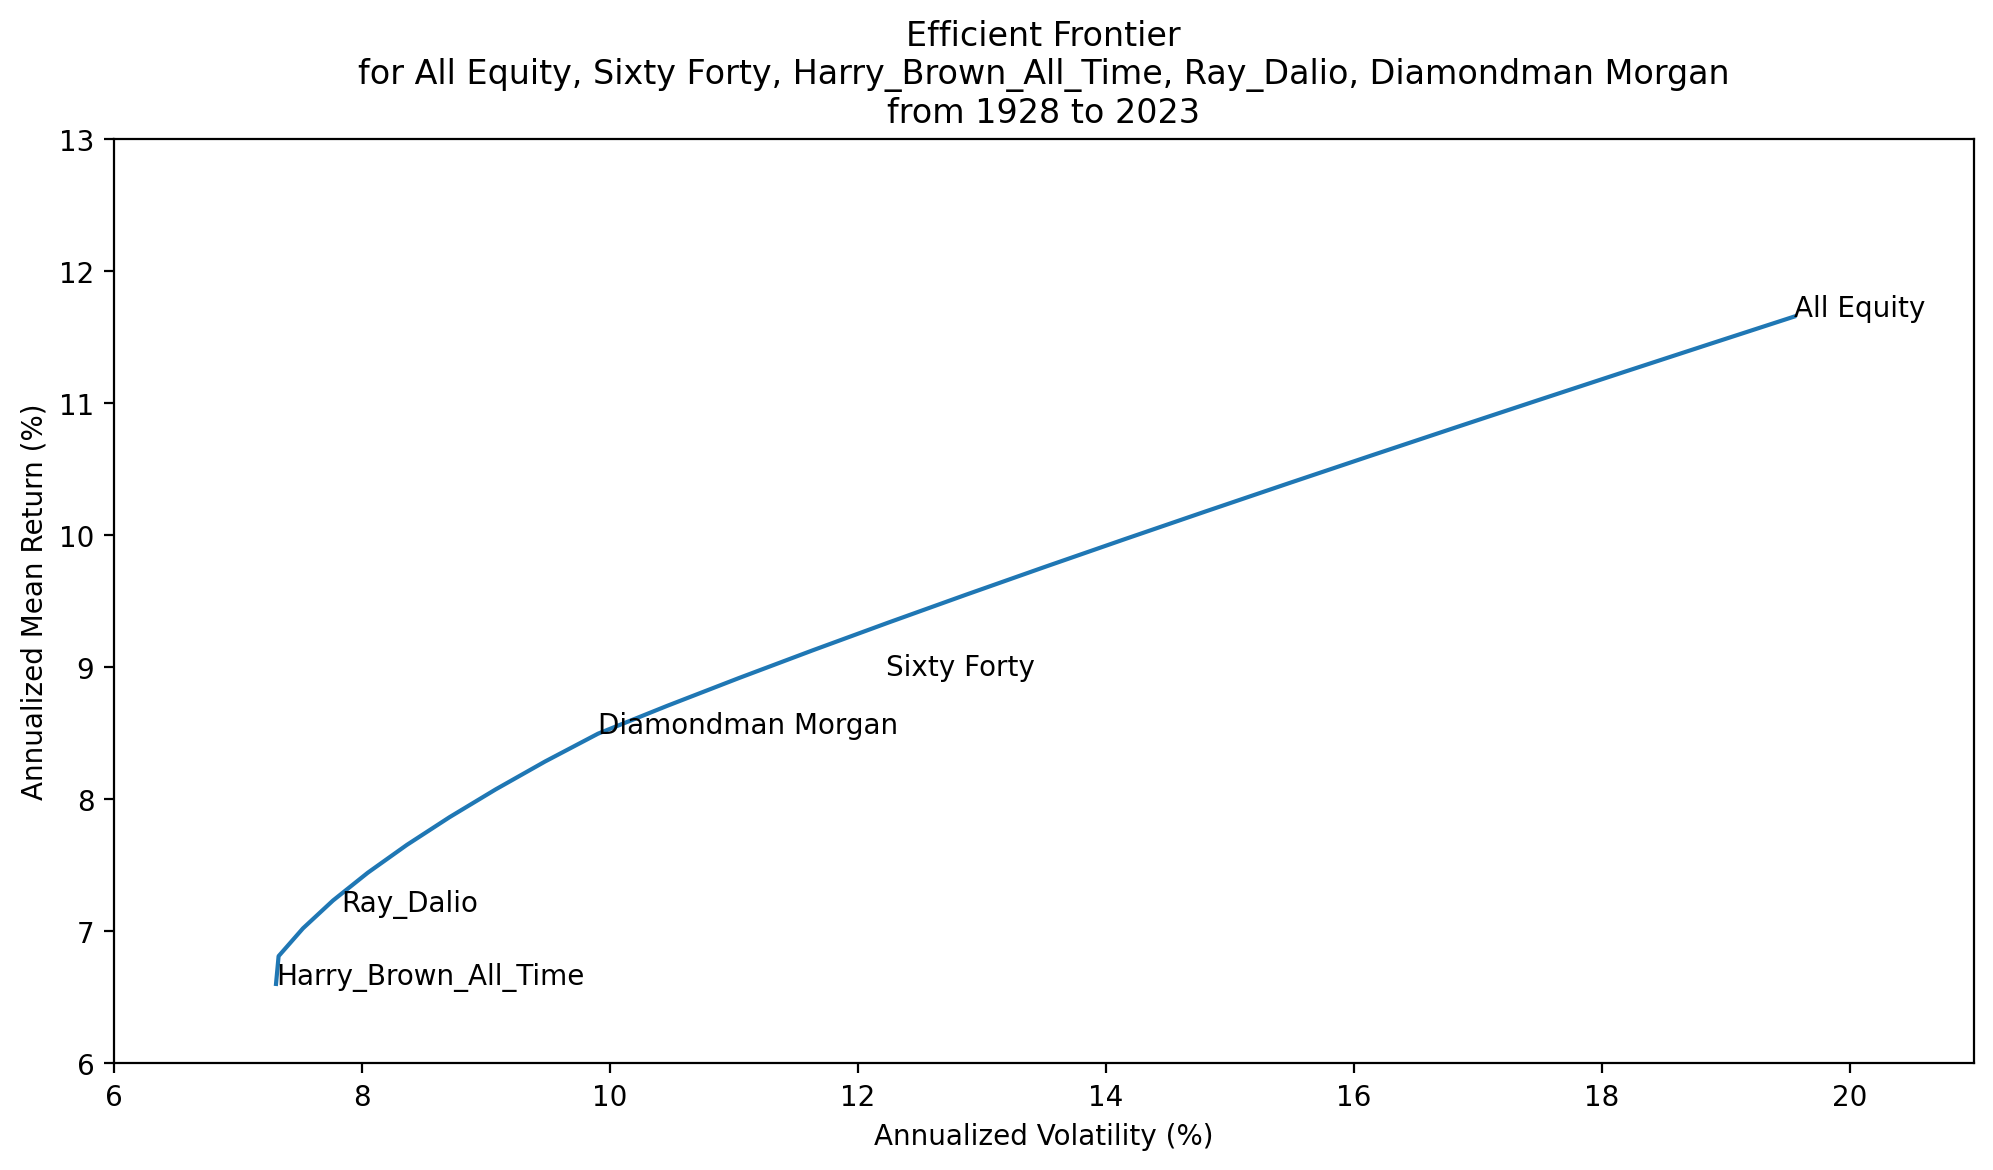 Efficient Frontier
for All Equity, Sixty Forty, Harry_Brown_All_Time, Ray_Dalio, Diamondman Morgan
from 1928 to 2023
13
12
11
10
9
8
7
6
Annualized Mean Return (%)
All Equity
Sixty Forty
Diamondman Morgan
Ray_Dalio
Harry_Brown_All_Time
6 8 10 12 14 16 18 20
Annualized Volatility (%)